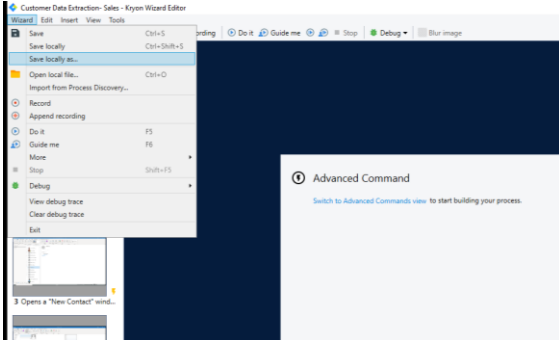 Customer Data Extraction- Sales - Kryon Wizard Editor
Wizard Edit Insert View Tools
Save Ctrl+S
ording Do it Guide me Stop Debug Blur image
Save locally Ctrl+Shift+S
Save locally as...
Open local file... Ctrl+O
Import from Process Discovery...
Record
Append recording
Do it F5
Guide me F6
More
Stop Shift+F5
Debug
View debug trace
Clear debug trace
Exit
Advanced Command
Switch to Advanced Commands view to start building your process.
3 Opens a "New Contact" wind...